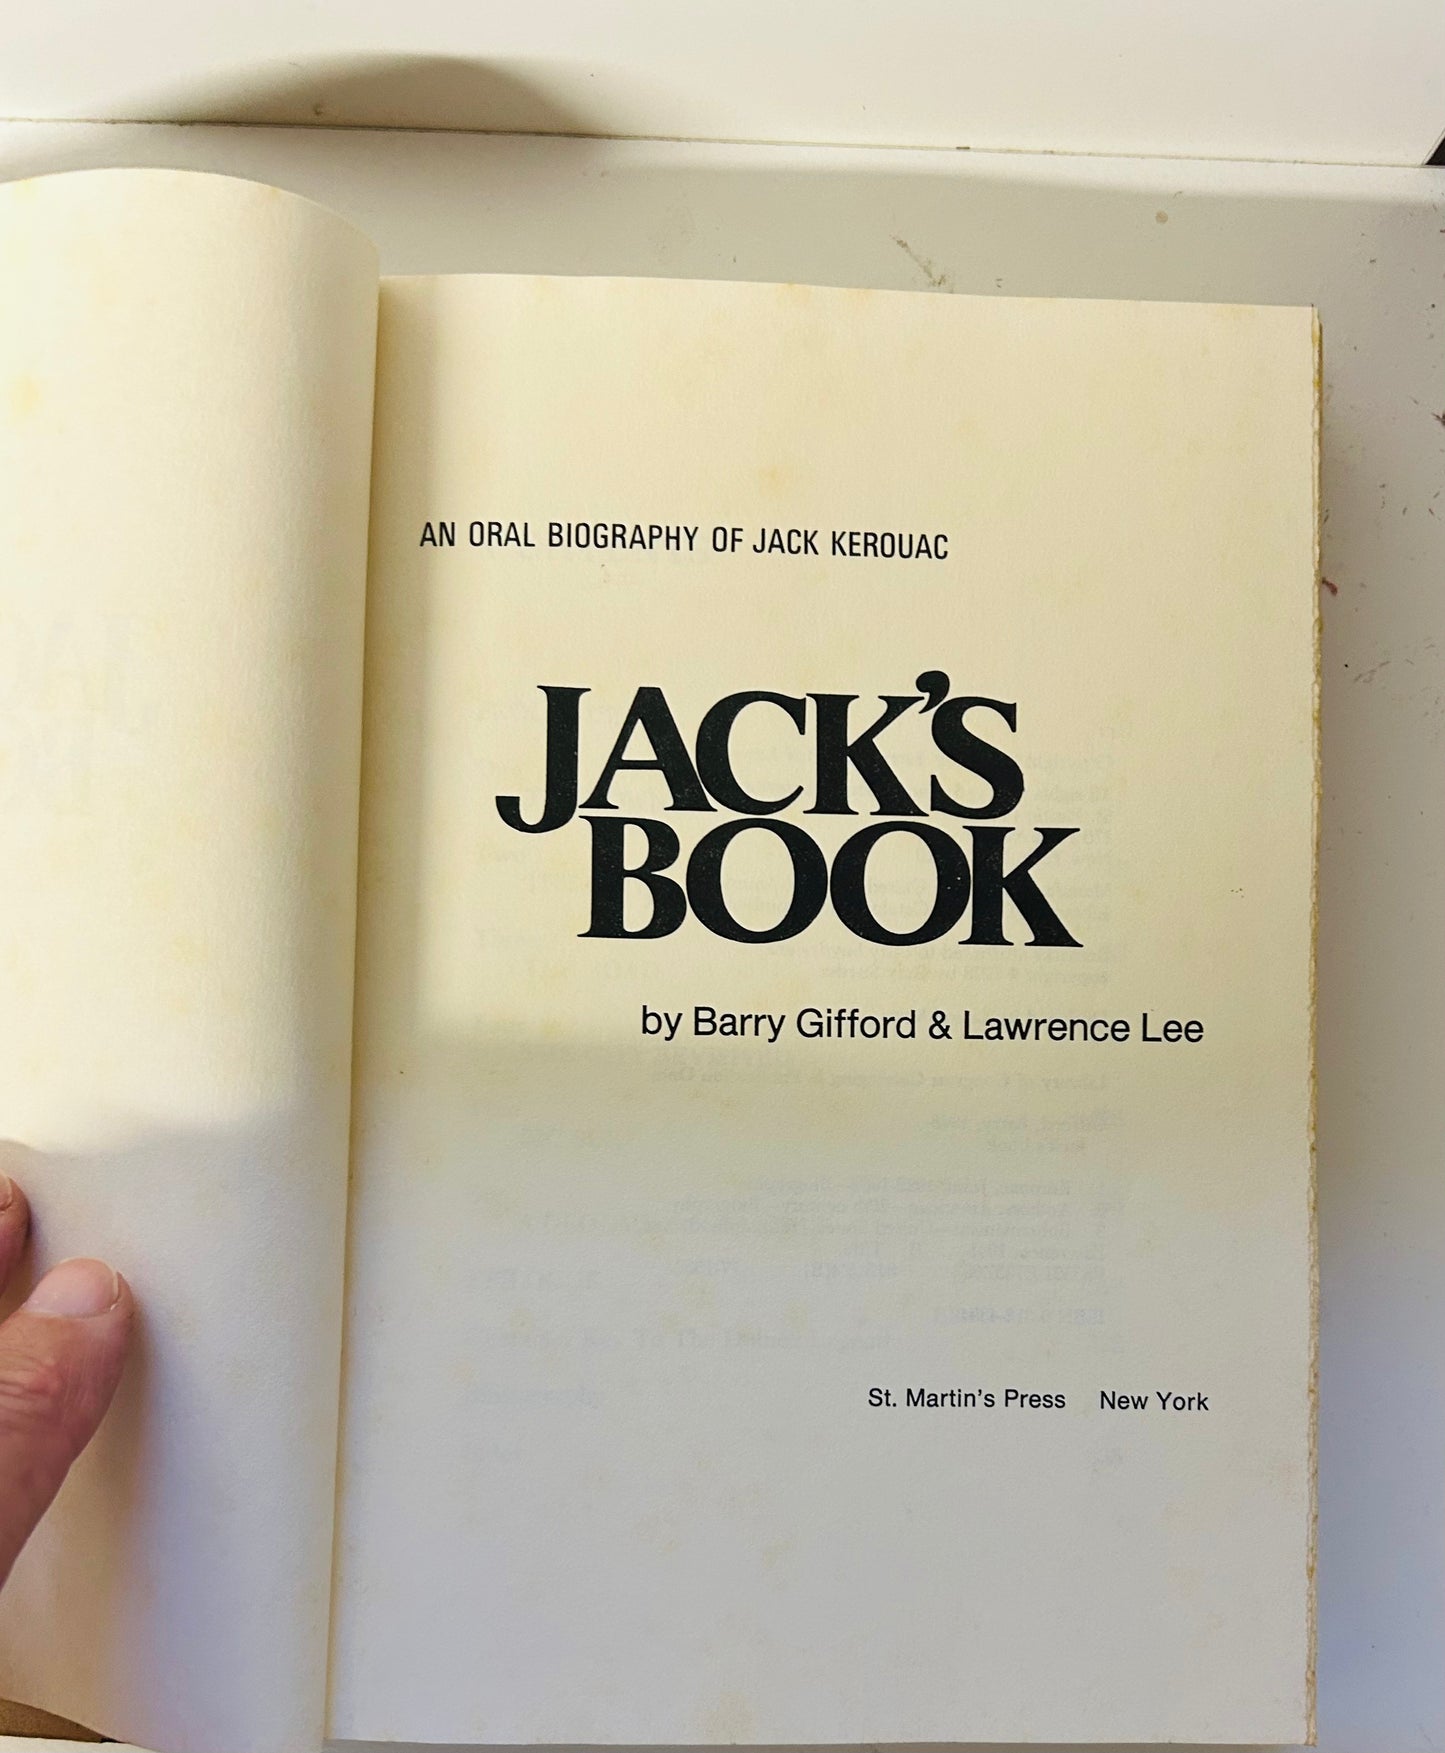 AN ORAL BIOGRAPHY OF JACK KEROUAC
JACK'S
BOOK
by Barry Gifford & Lawrence Lee
St. Martin's Press New York